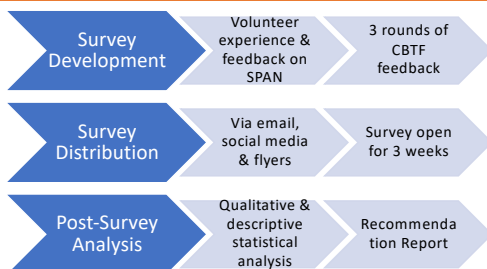 Survey
Development
Volunteer
experience &
feedback on
SPAN
3 rounds of
CBTF
feedback
Survey
Distribution
Via email,
social media
& flyers
Survey open
for 3 weeks
Post-Survey
Analysis
Qualitative &
descriptive
statistical
analysis
Recommenda
tion Report